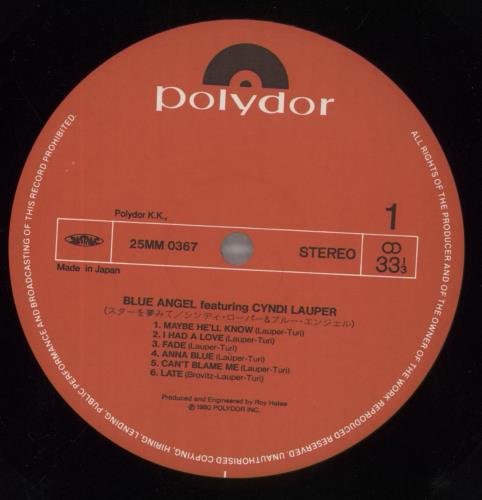 polydor
1
Polydor K.K.,
25MM 0367
STEREO
33 1/3
Made in Japan
BLUE ANGEL featuring CYNDI LAUPER
(スターを夢みて/シンディ・ローパー&ブルー・エンジェル)
1. MAYBE HE'LL KNOW (Lauper-Turi)
2. I HAD A LOVE (Lauper-Turi)
3. FADE (Lauper-Turi)
4. ANNA BLUE (Lauper-Turi)
5. CAN'T BLAME ME (Lauper-Turi)
6. LATE (Brovitz-Lauper-Turi)
Produced and Engineered by Roy Halee
℗ 1980 POLYDOR INC.
ALL RIGHTS OF THE PRODUCER AND OF THE OWNER OF THE WORK REPRODUCED RESERVED. UNAUTHORISED COPYING, HIRING, LENDING, PUBLIC PERFORMANCE AND BROADCASTING OF THIS RECORD PROHIBITED.